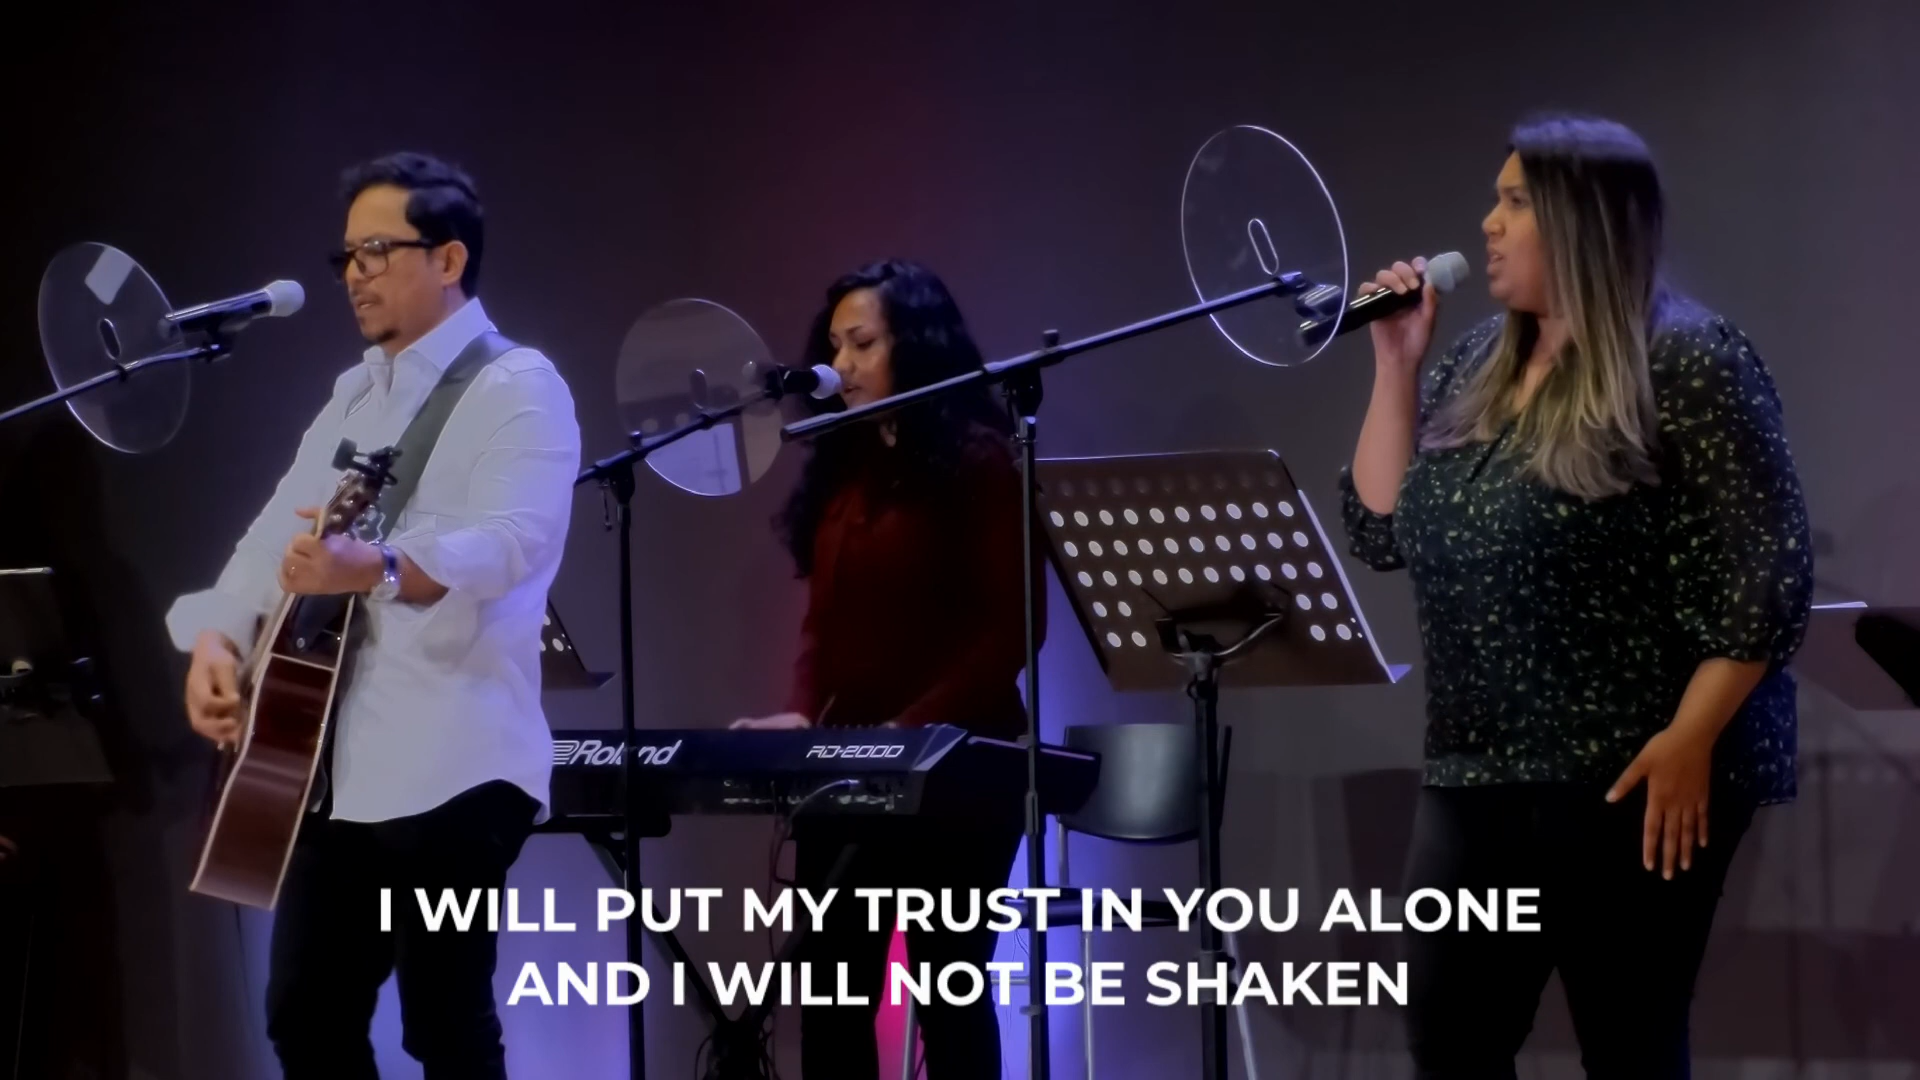 Roland RD-2000
I WILL PUT MY TRUST IN YOU ALONE
AND I WILL NOT BE SHAKEN